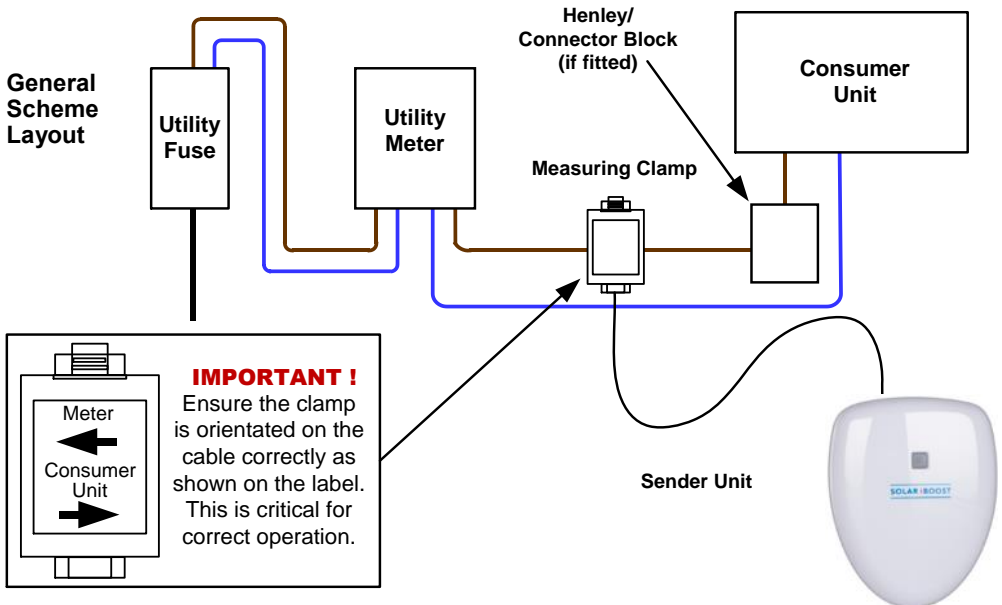 General
Scheme
Layout
Utility
Fuse
Utility
Meter
Henley/
Connector Block
(if fitted)
Consumer
Unit
Measuring Clamp
IMPORTANT !
Ensure the clamp
is orientated on the
cable correctly as
shown on the label.
This is critical for
correct operation.
Meter
Consumer
Unit
Sender Unit
SOLAR iBOOST